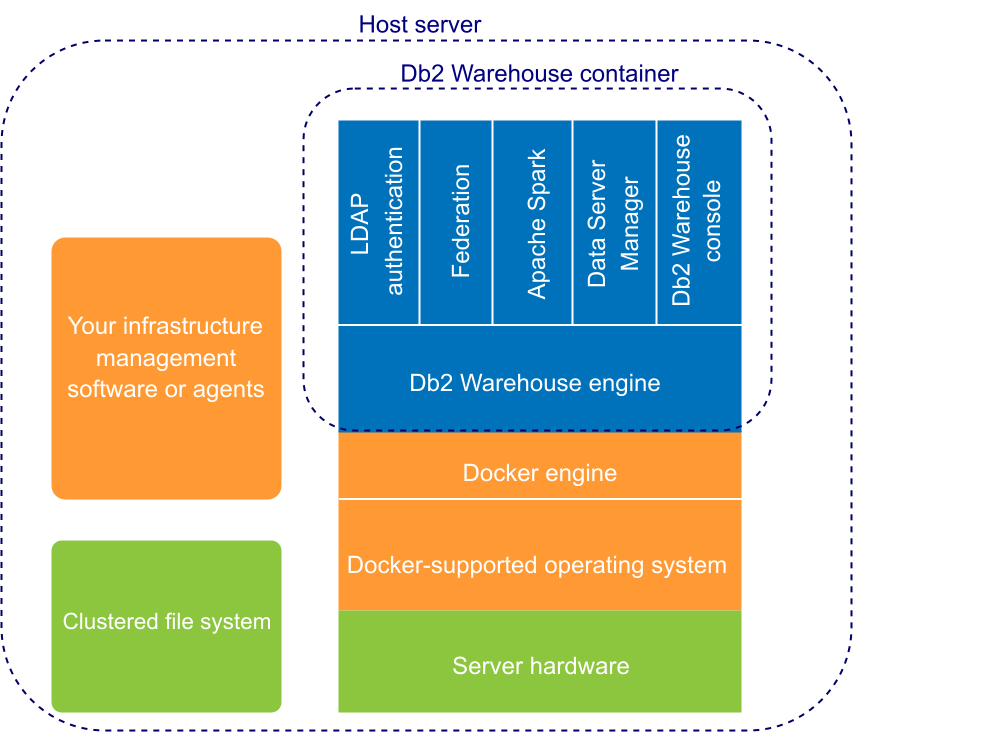 Host server
Db2 Warehouse container
LDAP
authentication
Federation
Apache Spark
Data Server
Manager
Db2 Warehouse
console
Your infrastructure
management
software or agents
Db2 Warehouse engine
Docker engine
Docker-supported operating system
Clustered file system
Server hardware